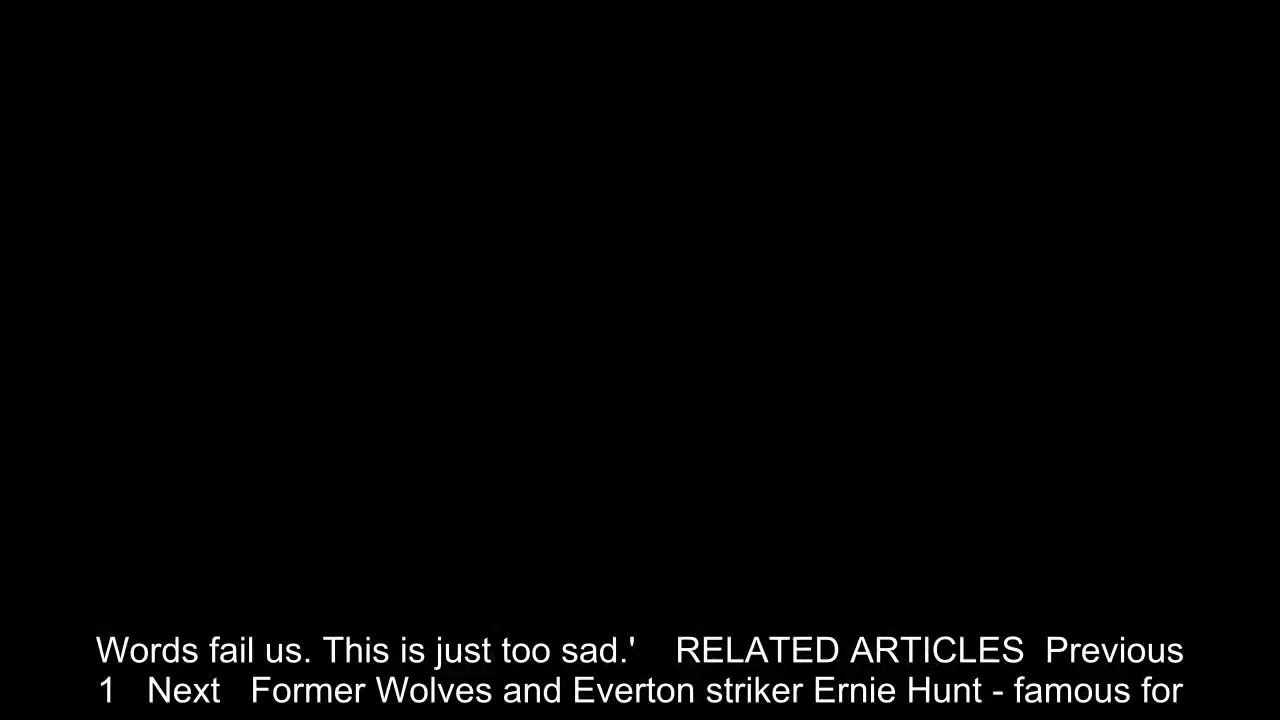 Words fail us. This is just too sad.' RELATED ARTICLES Previous
1 Next Former Wolves and Everton striker Ernie Hunt - famous for